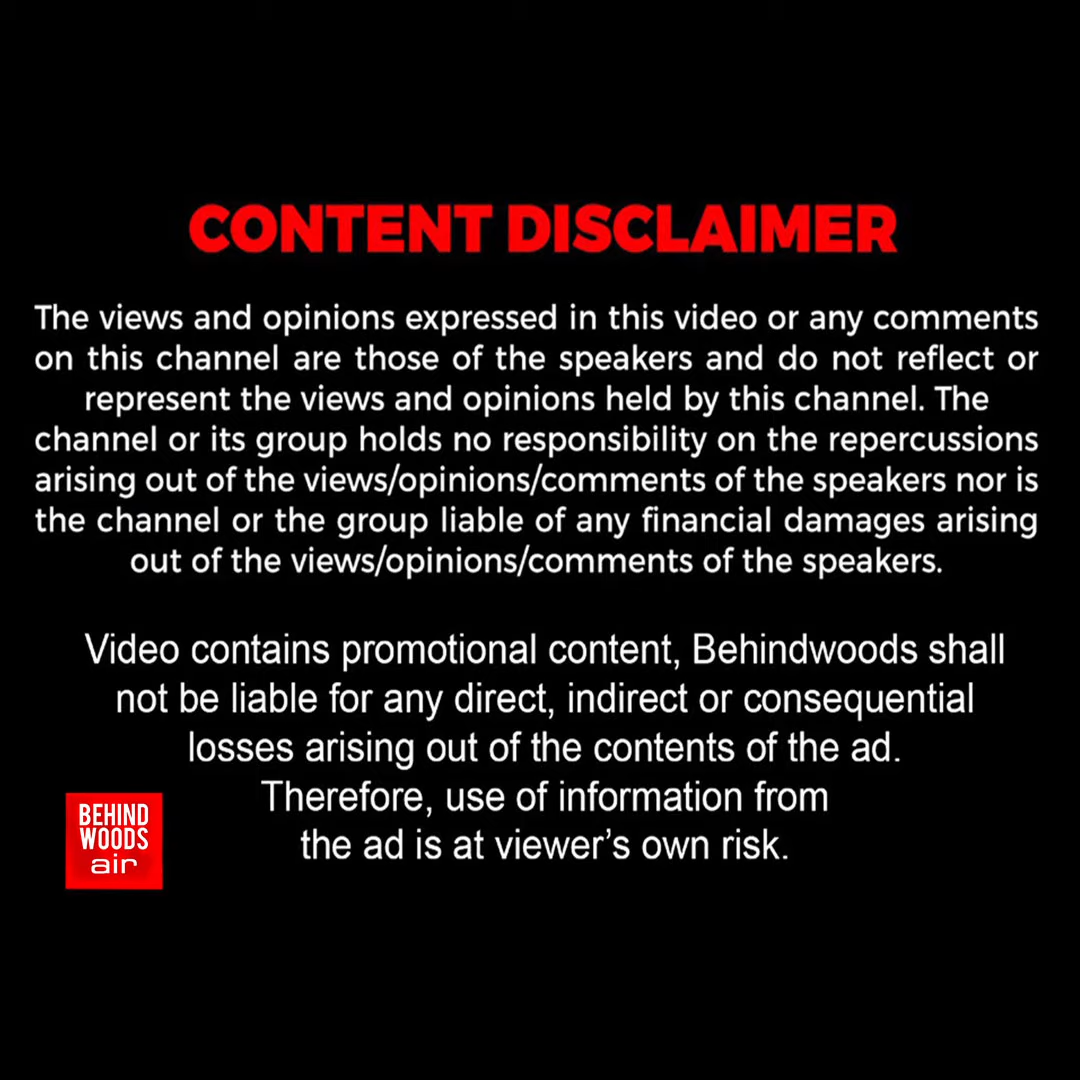 CONTENT DISCLAIMER
The views and opinions expressed in this video or any comments
on this channel are those of the speakers and do not reflect or
represent the views and opinions held by this channel. The
channel or its group holds no responsibility on the repercussions
arising out of the views/opinions/comments of the speakers nor is
the channel or the group liable of any financial damages arising
out of the views/opinions/comments of the speakers.
Video contains promotional content, Behindwoods shall
not be liable for any direct, indirect or consequential
losses arising out of the contents of the ad.
Therefore, use of information from
the ad is at viewer’s own risk.
BEHIND
WOODS
air